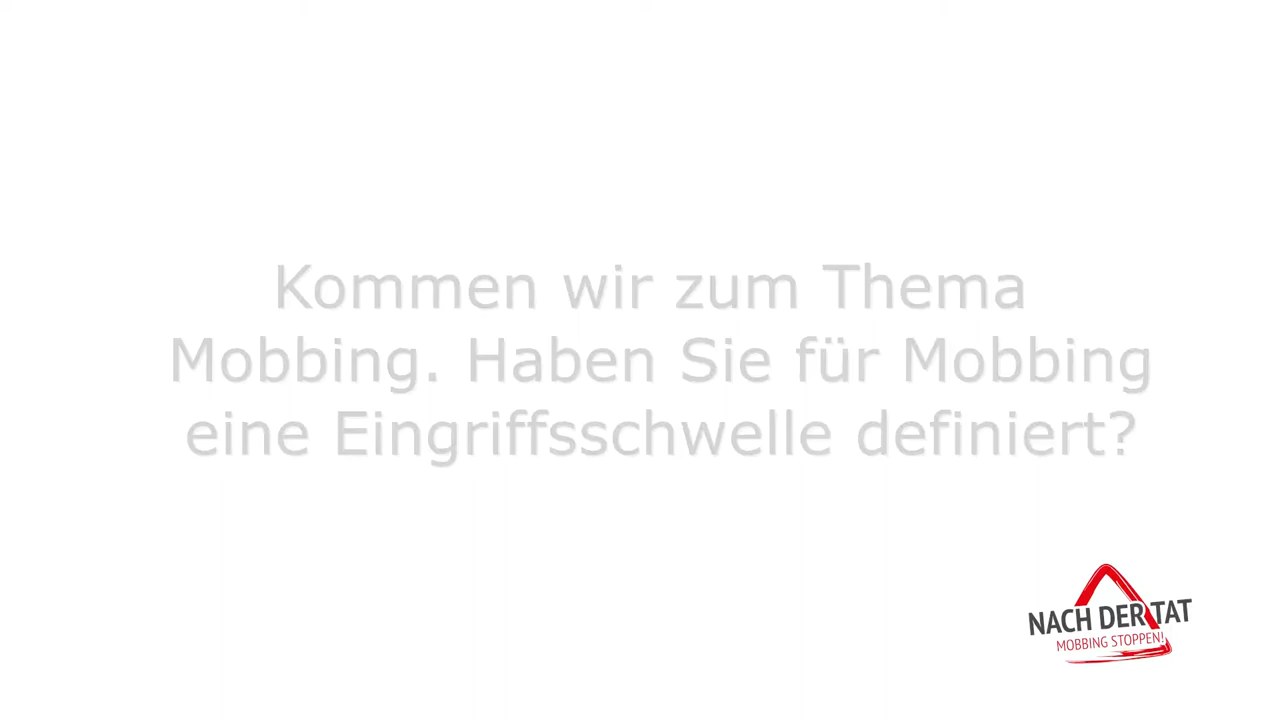 Kommen wir zum Thema
Mobbing. Haben Sie für Mobbing
eine Eingriffsschwelle definiert?
NACH DER TAT
MOBBING STOPPEN!